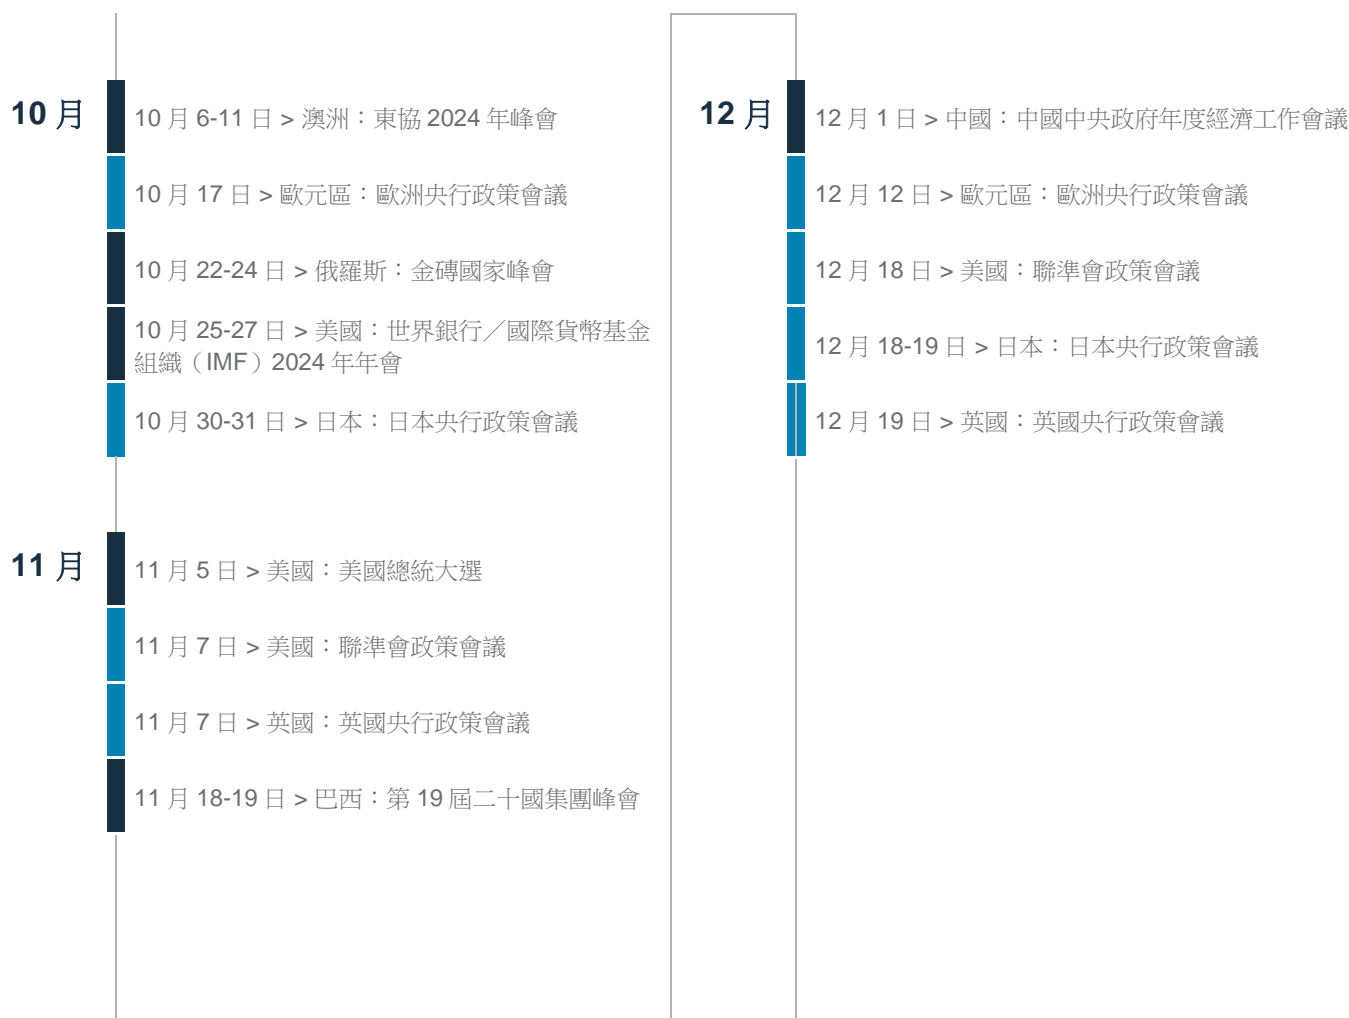 10 月
10 月 6-11 日 > 澳洲：東協 2024 年峰會
10 月 17 日 > 歐元區：歐洲央行政策會議
10 月 22-24 日 > 俄羅斯：金磚國家峰會
10 月 25-27 日 > 美國：世界銀行／國際貨幣基金
組織（IMF）2024 年年會
10 月 30-31 日 > 日本：日本央行政策會議
11 月
11 月 5 日 > 美國：美國總統大選
11 月 7 日 > 美國：聯準會政策會議
11 月 7 日 > 英國：英國央行政策會議
11 月 18-19 日 > 巴西：第 19 屆二十國集團峰會
12 月
12 月 1 日 > 中國：中國中央政府年度經濟工作會議
12 月 12 日 > 歐元區：歐洲央行政策會議
12 月 18 日 > 美國：聯準會政策會議
12 月 18-19 日 > 日本：日本央行政策會議
12 月 19 日 > 英國：英國央行政策會議